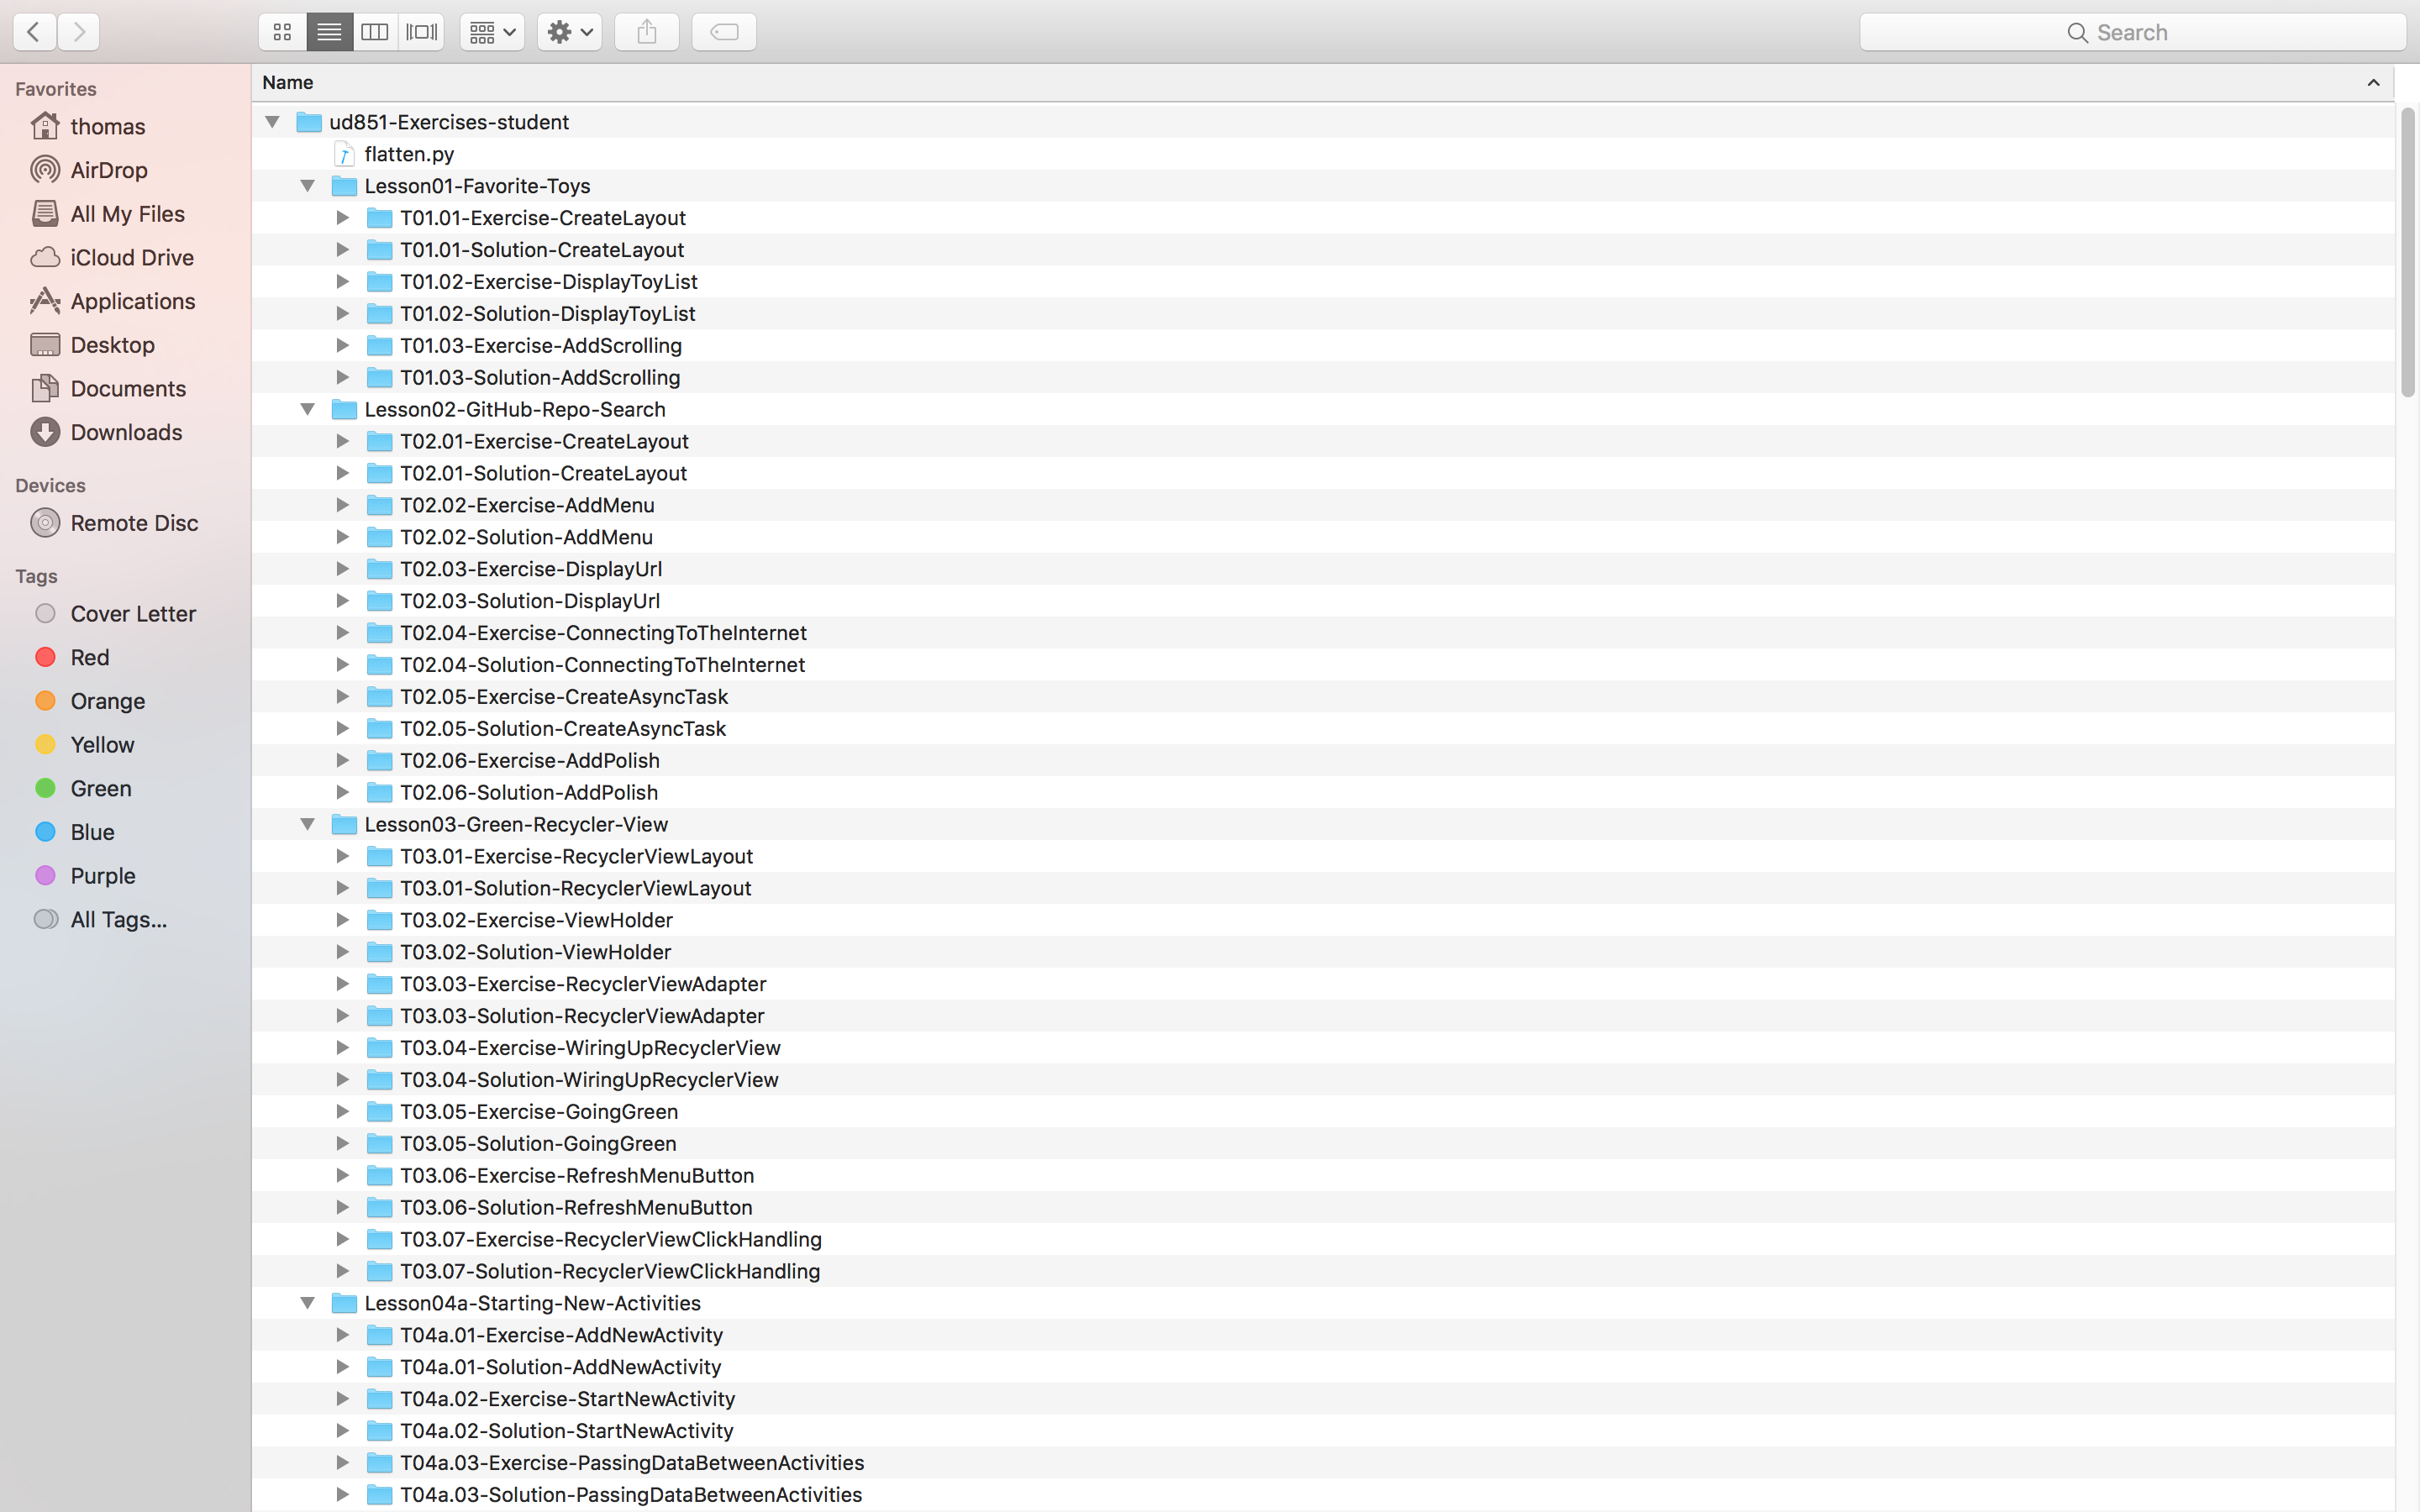 Search
Favorites
thomas
AirDrop
All My Files
iCloud Drive
Applications
Desktop
Documents
Downloads
Devices
Remote Disc
Tags
Cover Letter
Red
Orange
Yellow
Green
Blue
Purple
All Tags...
Name
ud851-Exercises-student
flatten.py
Lesson01-Favorite-Toys
T01.01-Exercise-CreateLayout
T01.01-Solution-CreateLayout
T01.02-Exercise-DisplayToyList
T01.02-Solution-DisplayToyList
T01.03-Exercise-AddScrolling
T01.03-Solution-AddScrolling
Lesson02-GitHub-Repo-Search
T02.01-Exercise-CreateLayout
T02.01-Solution-CreateLayout
T02.02-Exercise-AddMenu
T02.02-Solution-AddMenu
T02.03-Exercise-DisplayUrl
T02.03-Solution-DisplayUrl
T02.04-Exercise-ConnectingToTheInternet
T02.04-Solution-ConnectingToTheInternet
T02.05-Exercise-CreateAsyncTask
T02.05-Solution-CreateAsyncTask
T02.06-Exercise-AddPolish
T02.06-Solution-AddPolish
Lesson03-Green-Recycler-View
T03.01-Exercise-RecyclerViewLayout
T03.01-Solution-RecyclerViewLayout
T03.02-Exercise-ViewHolder
T03.02-Solution-ViewHolder
T03.03-Exercise-RecyclerViewAdapter
T03.03-Solution-RecyclerViewAdapter
T03.04-Exercise-WiringUpRecyclerView
T03.04-Solution-WiringUpRecyclerView
T03.05-Exercise-GoingGreen
T03.05-Solution-GoingGreen
T03.06-Exercise-RefreshMenuButton
T03.06-Solution-RefreshMenuButton
T03.07-Exercise-RecyclerViewClickHandling
T03.07-Solution-RecyclerViewClickHandling
Lesson04a-Starting-New-Activities
T04a.01-Exercise-AddNewActivity
T04a.01-Solution-AddNewActivity
T04a.02-Exercise-StartNewActivity
T04a.02-Solution-StartNewActivity
T04a.03-Exercise-PassingDataBetweenActivities
T04a.03-Solution-PassingDataBetweenActivities